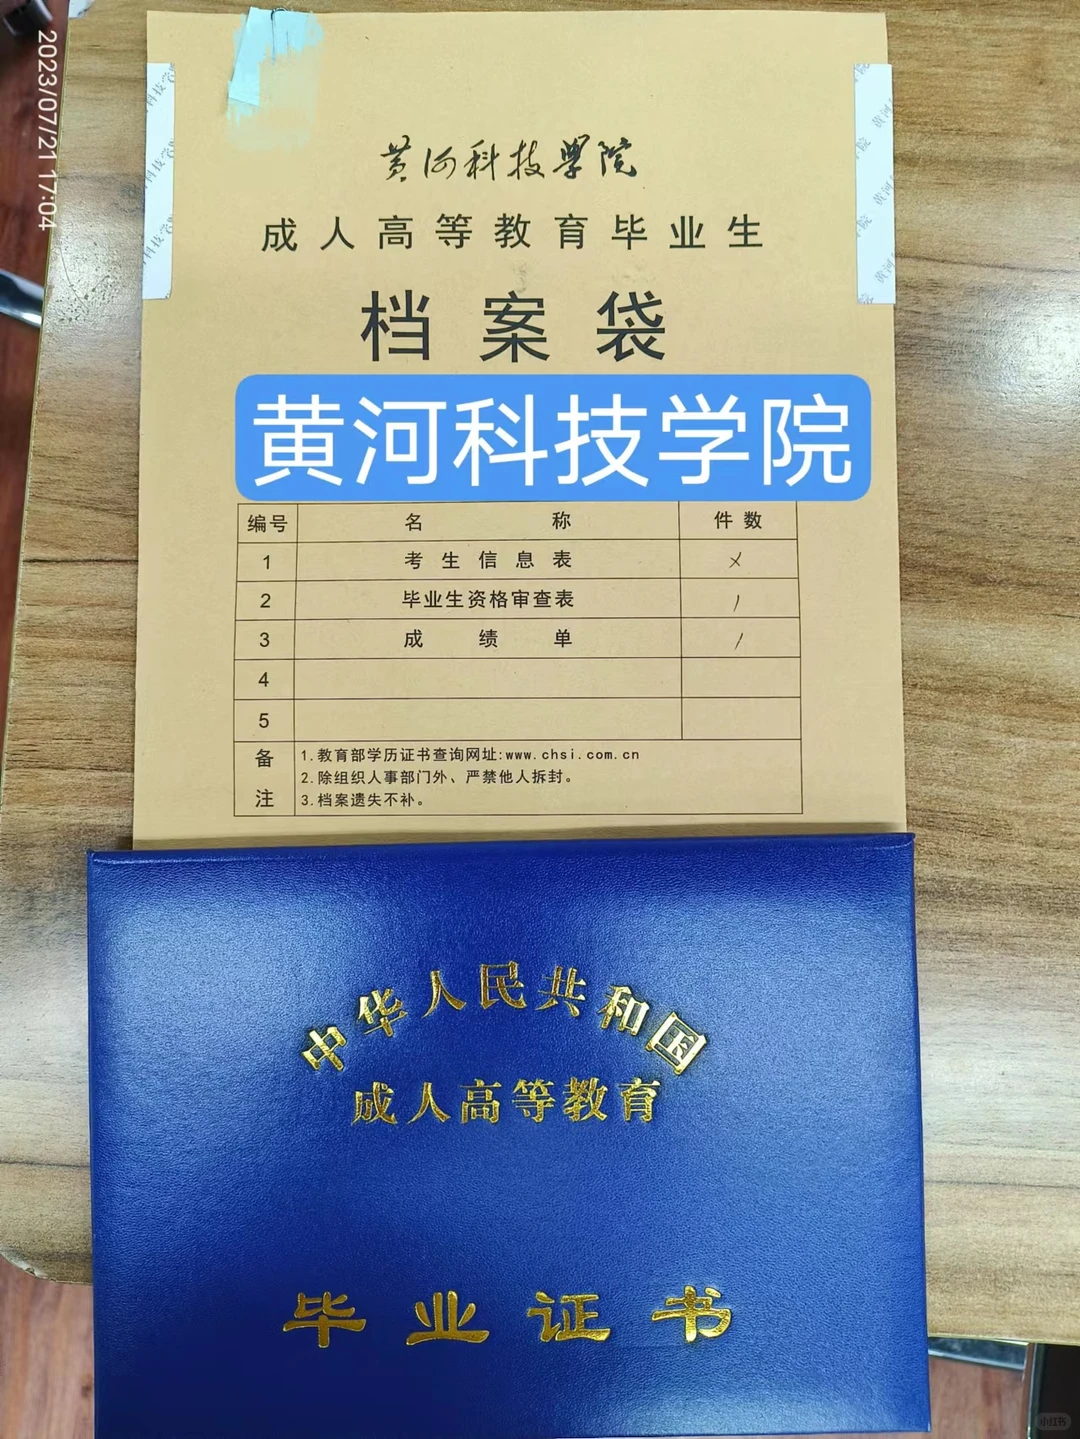 2023/07/21 17:04
黄河科技学院
成人高等教育毕业生
档案袋
黄河科技学院
编号 名称 件数
1 考生信息表 ×
2 毕业生资格审查表 /
3 成绩单 /
4
5
备注
1.教育部学历证书查询网址:www.chsi.com.cn
2.除组织人事部门外、严禁他人拆封。
3.档案遗失不补。
中华人民共和国
成人高等教育
毕业证书
小红书